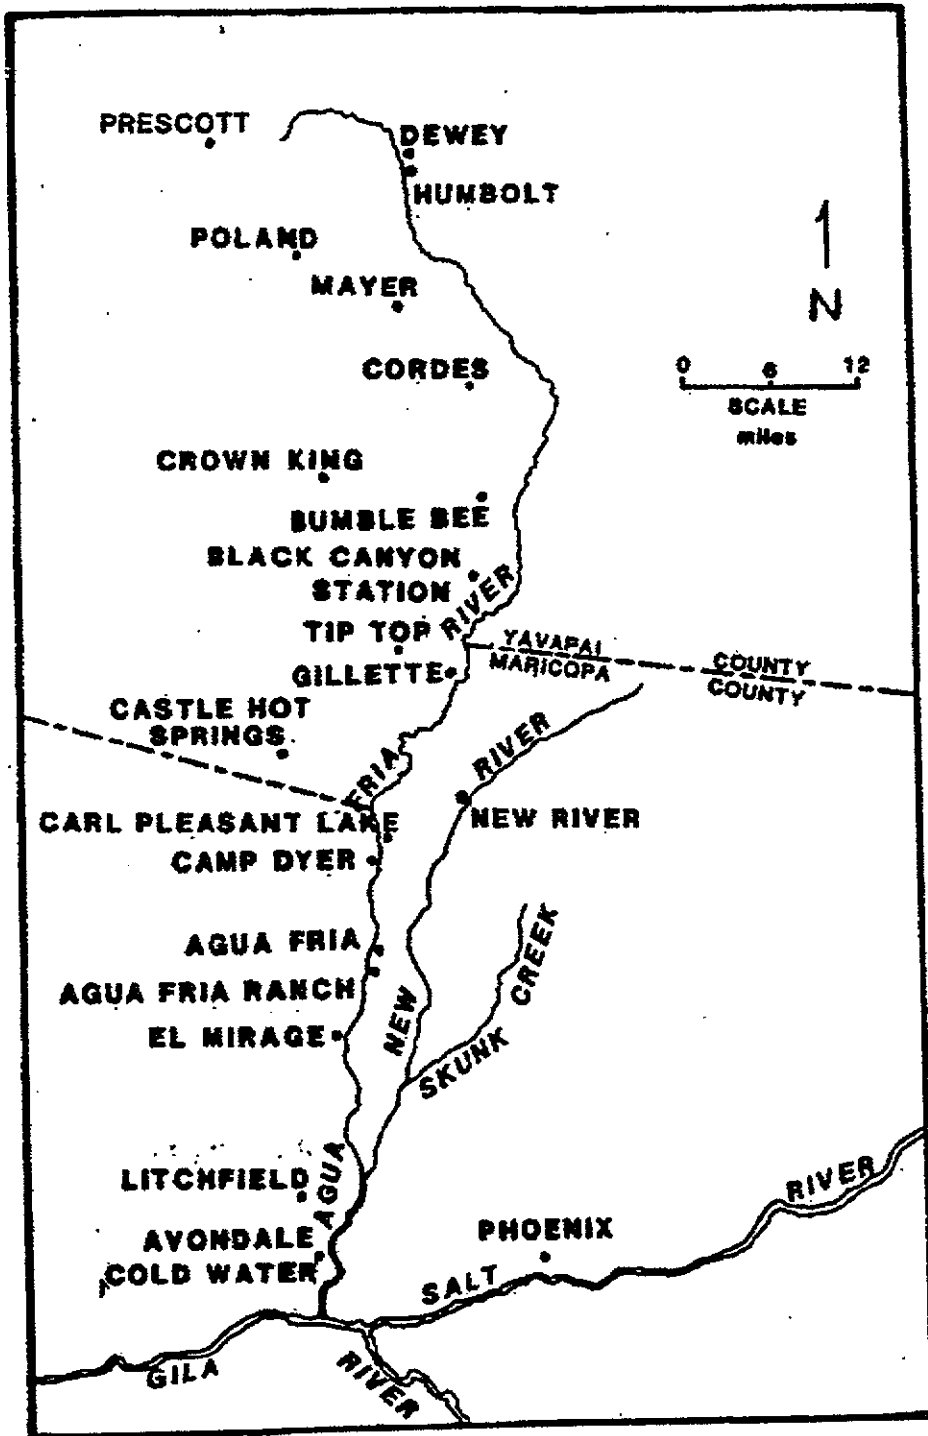 PRESCOTT
DEWEY
HUMBOLT
POLAND
MAYER
N
0 6 12
SCALE
miles
CORDES
CROWN KING
BUMBLE BEE
BLACK CANYON
STATION
TIP TOP
RIVER
YAVAPAI COUNTY
MARICOPA COUNTY
GILLETTE
CASTLE HOT
SPRINGS
FRIA
RIVER
CARL PLEASANT LAKE
NEW RIVER
CAMP DYER
AGUA FRIA
AGUA FRIA RANCH
CREEK
NEW
EL MIRAGE
SKUNK
LITCHFIELD
AGUA
RIVER
AVONDALE
PHOENIX
COLD WATER
SALT
GILA
RIVER